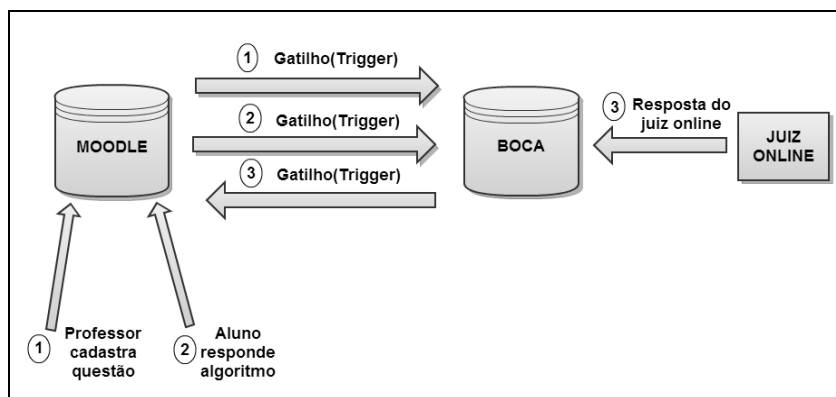 1 Gatilho(Trigger)
2 Gatilho(Trigger)
3 Gatilho(Trigger)
MOODLE
BOCA
3 Resposta do
juiz online
JUIZ
ONLINE
1 Professor
cadastra
questão
2 Aluno
responde
algoritmo